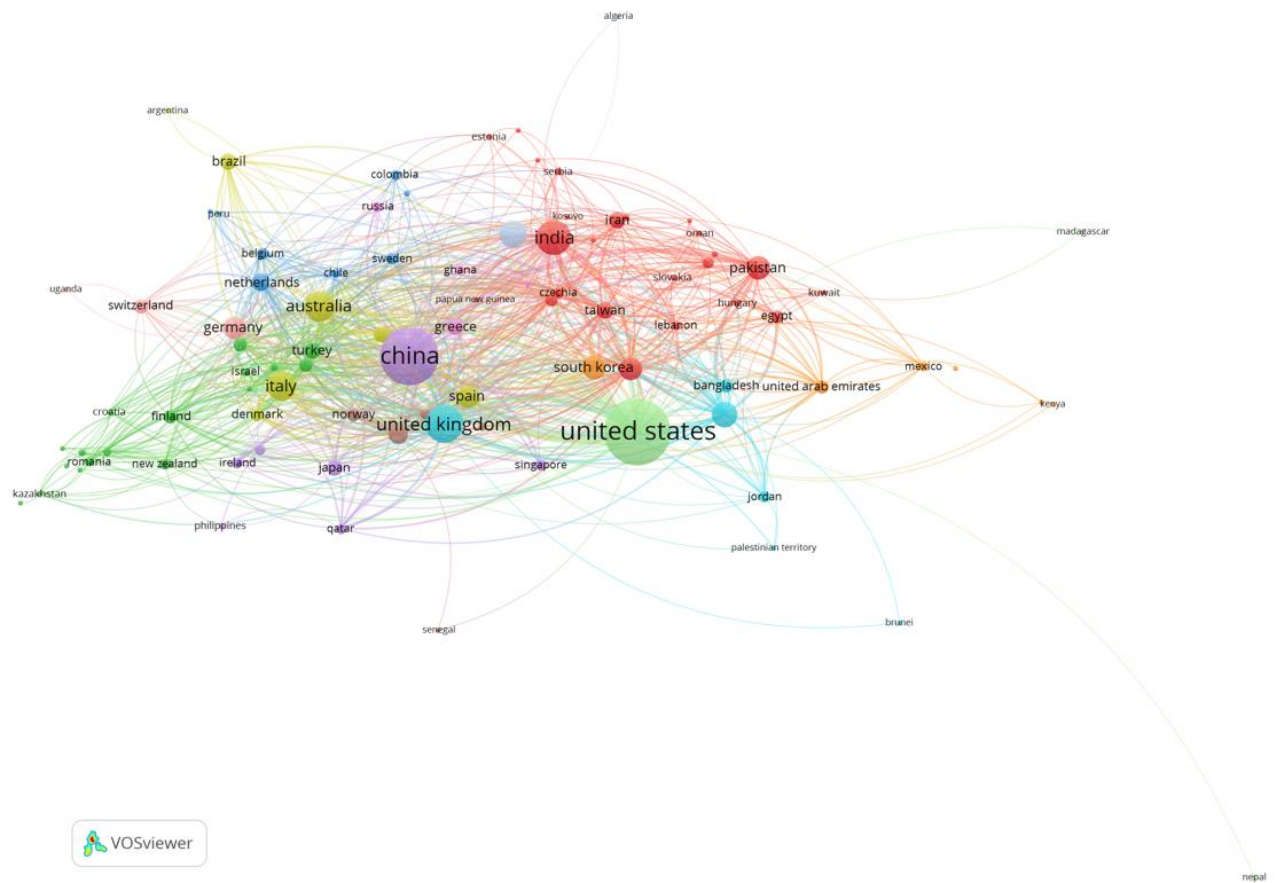 algeria
argentina
estonia
brazil
serbia
colombia
russia
peru
kosovo
iran
madagascar
oman
india
belgium
sweden
ghana
pakistan
chile
slovakia
netherlands
uganda
czechia
kuwait
papua new guinea
switzerland
australia
hungary
taiwan
egypt
lebanon
germany
greece
turkey
china
israel
south korea
mexico
italy
bangladesh
united arab emirates
spain
kenya
croatia
finland
denmark
norway
united kingdom
united states
romania
new zealand
ireland
japan
singapore
kazakhstan
jordan
philippines
qatar
palestinian territory
brunei
senegal
VOSviewer
nepal